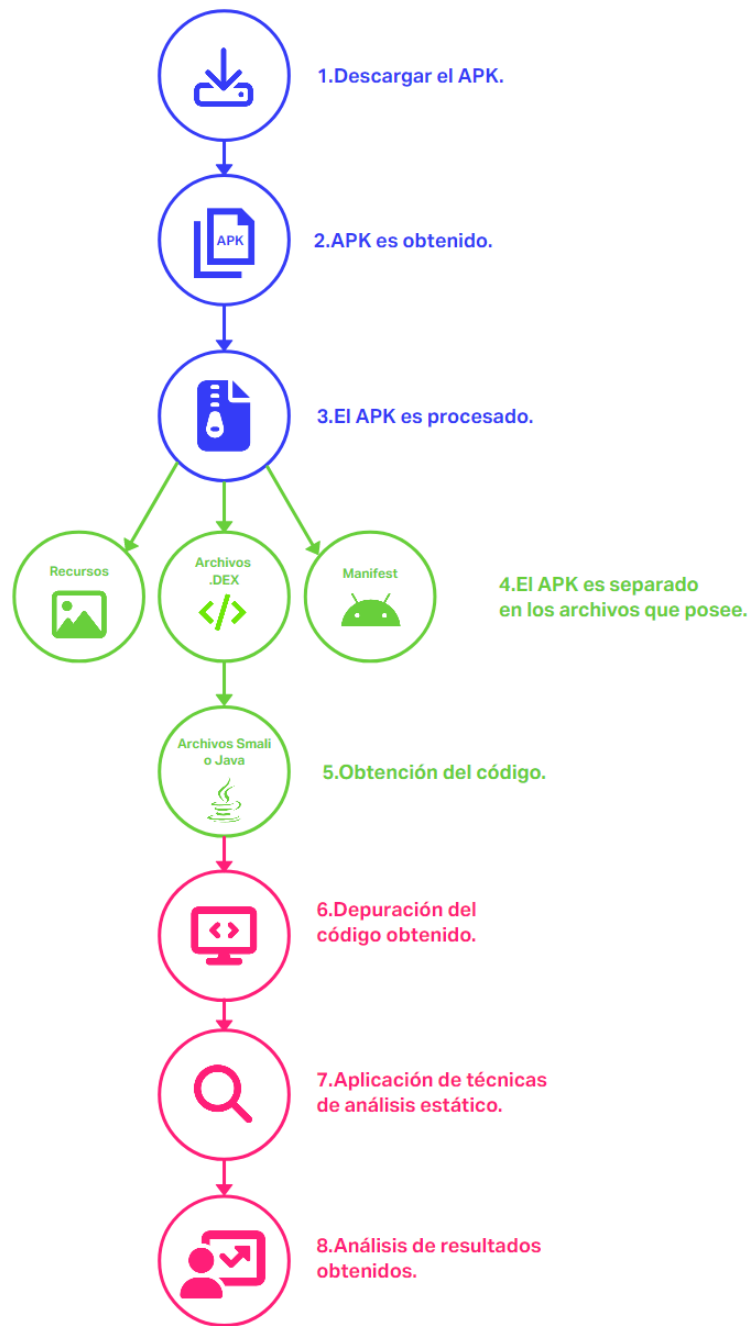 1.Descargar el APK.
APK
2.APK es obtenido.
3.El APK es procesado.
Recursos
Archivos
.DEX
Manifest
4.El APK es separado
en los archivos que posee.
Archivos Smali
o Java
5.Obtención del código.
6.Depuración del
código obtenido.
7.Aplicación de técnicas
de análisis estático.
8.Análisis de resultados
obtenidos.